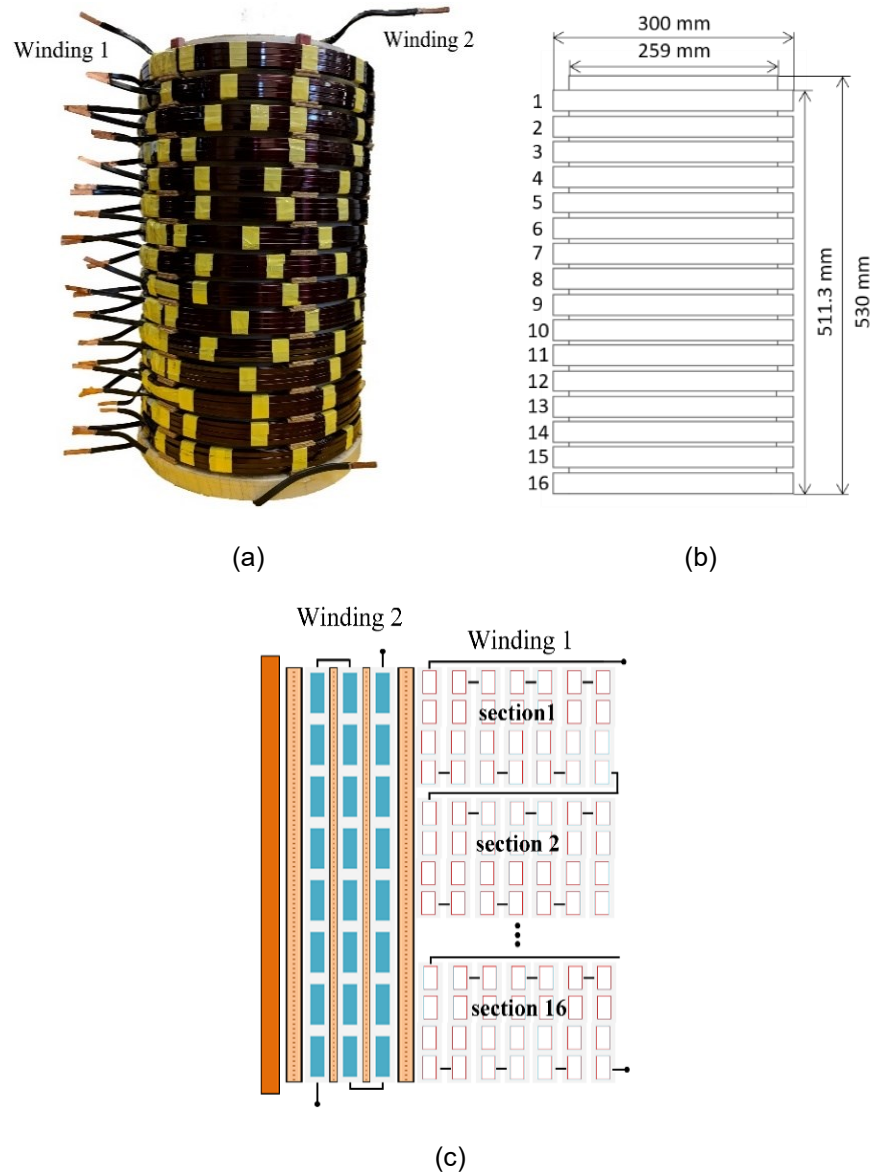 Winding 1
Winding 2
(a)
300 mm
259 mm
1
2
3
4
5
6
7
8
9
10
11
12
13
14
15
16
511.3 mm
530 mm
(b)
Winding 2
Winding 1
section1
section 2
section 16
(c)